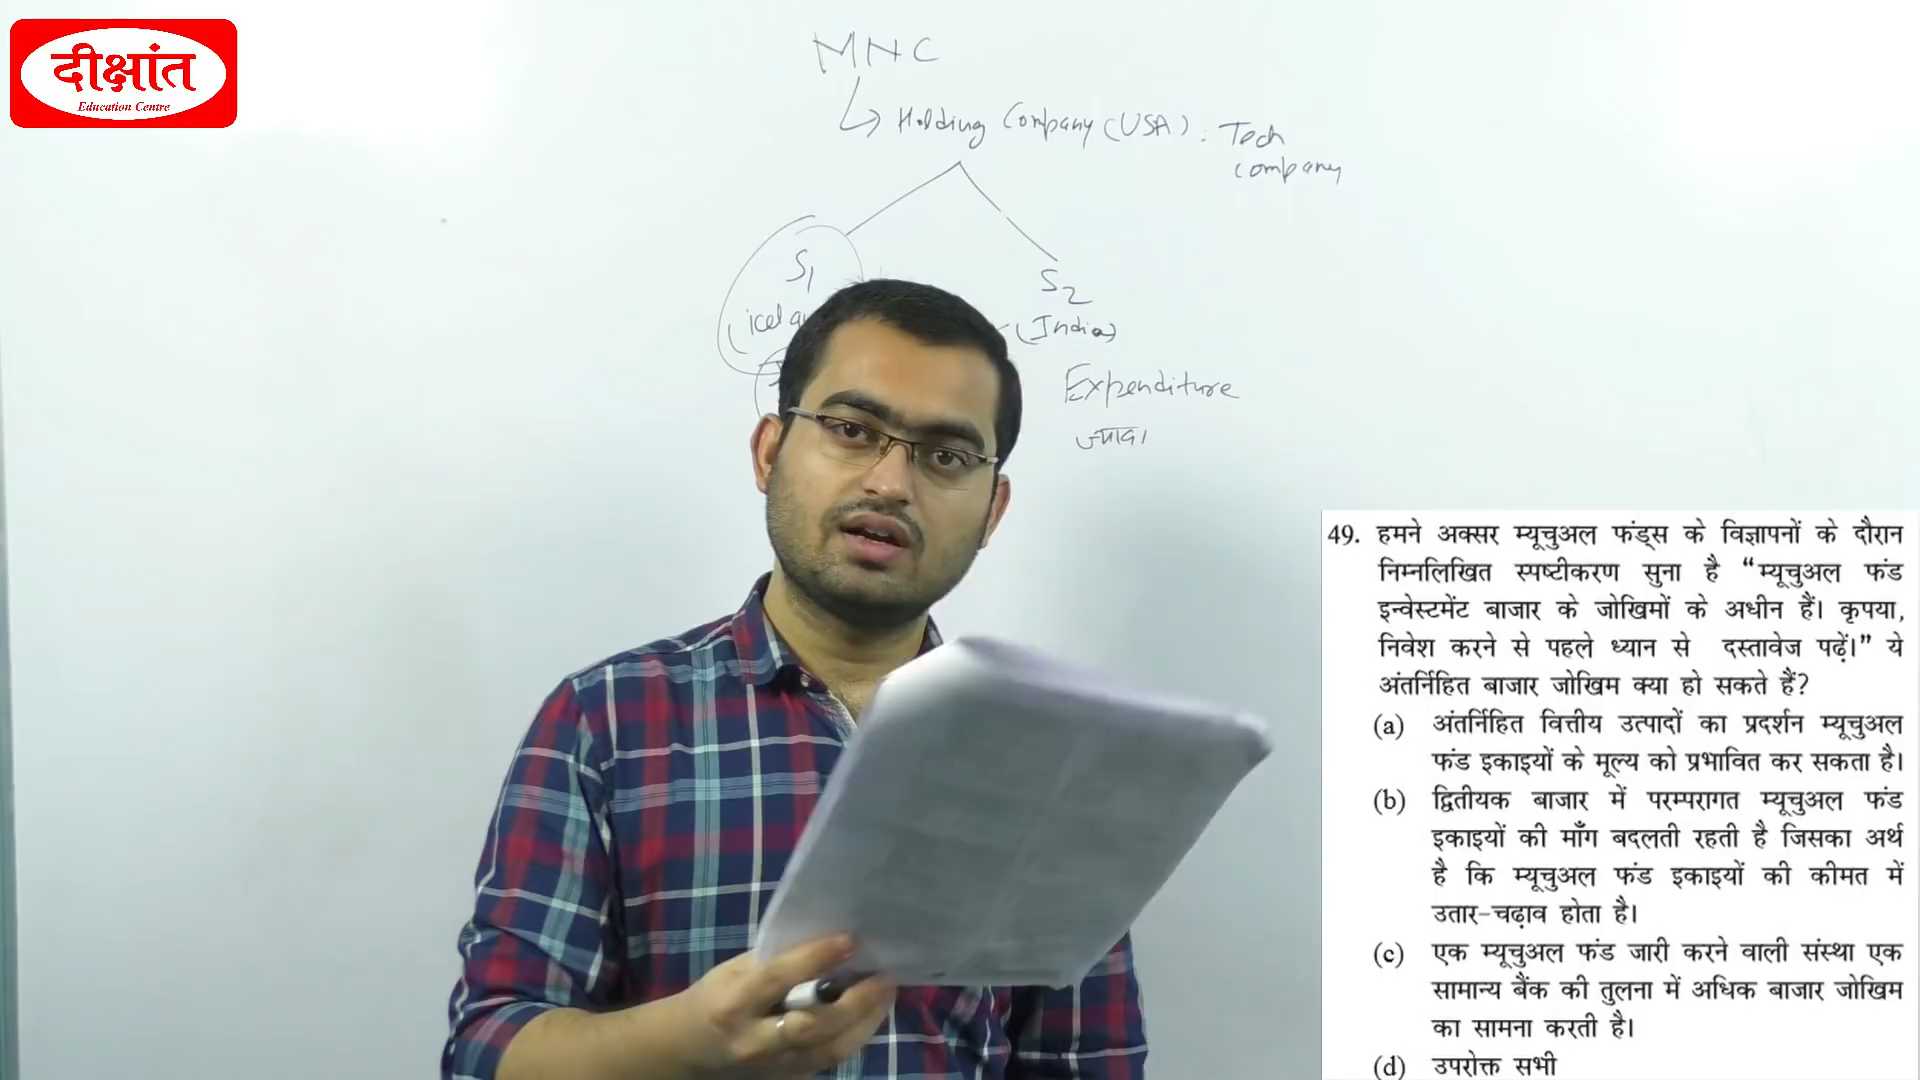 दीक्षांत
Education Centre
MNC
Holding Company (USA) : Tech
company
S1
S2
(India)
Expenditure
ज्यादा
49. हमने अक्सर म्यूचुअल फंड्स के विज्ञापनों के दौरान
निम्नलिखित स्पष्टीकरण सुना है “म्यूचुअल फंड
इन्वेस्टमेंट बाजार के जोखिमों के अधीन हैं। कृपया,
निवेश करने से पहले ध्यान से दस्तावेज पढ़ें।” ये
अंतर्निहित बाजार जोखिम क्या हो सकते हैं?
(a) अंतर्निहित वित्तीय उत्पादों का प्रदर्शन म्यूचुअल
फंड इकाइयों के मूल्य को प्रभावित कर सकता है।
(b) द्वितीयक बाजार में परम्परागत म्यूचुअल फंड
इकाइयों की माँग बदलती रहती है जिसका अर्थ
है कि म्यूचुअल फंड इकाइयों की कीमत में
उतार-चढ़ाव होता है।
(c) एक म्यूचुअल फंड जारी करने वाली संस्था एक
सामान्य बैंक की तुलना में अधिक बाजार जोखिम
का सामना करती है।
(d) उपरोक्त सभी